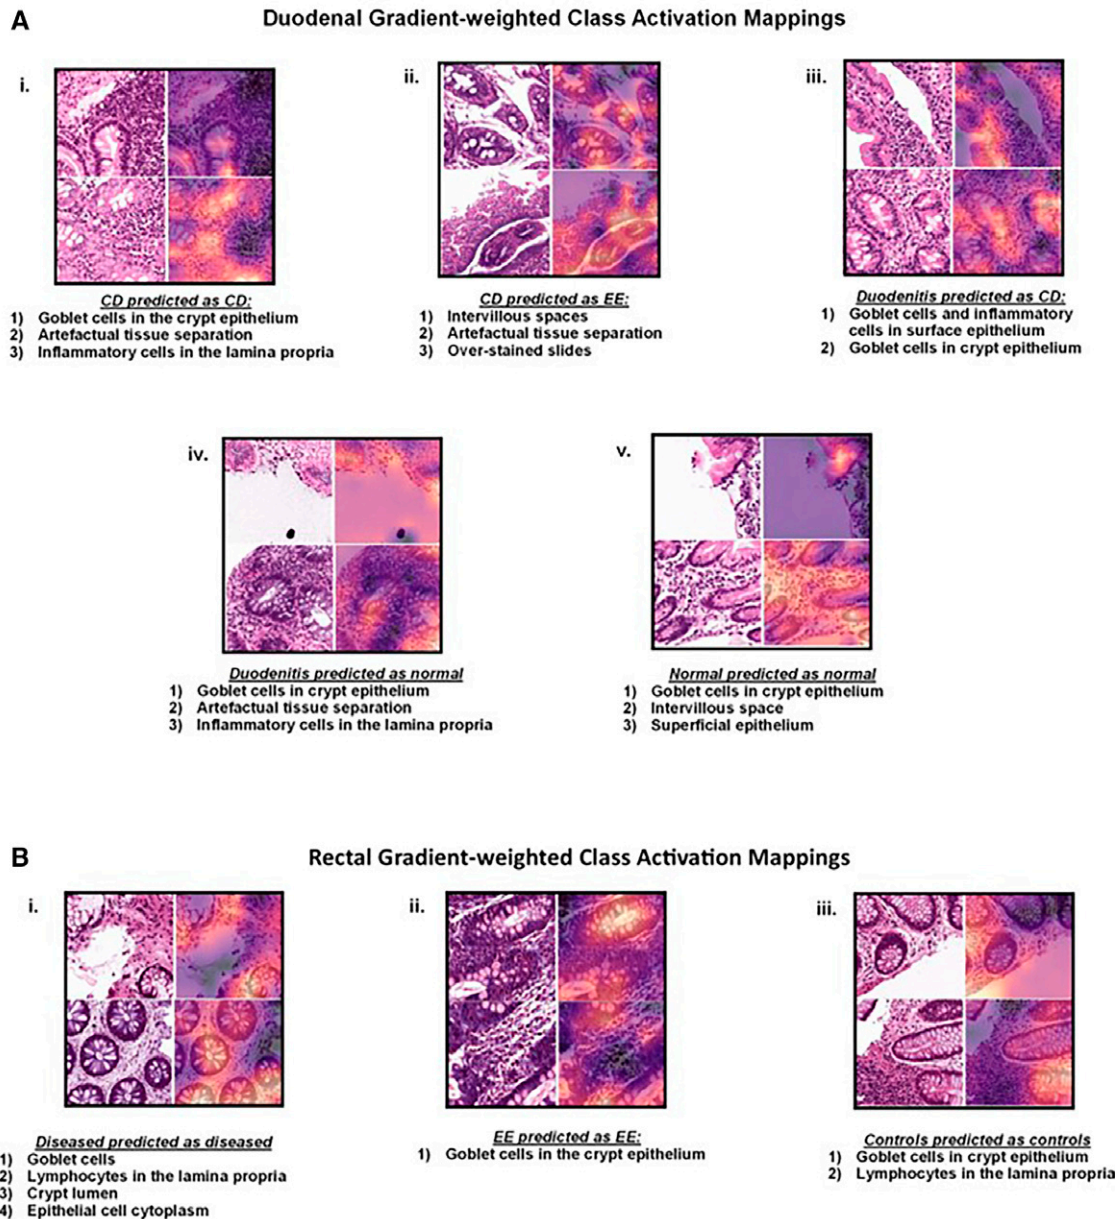 A
Duodenal Gradient-weighted Class Activation Mappings
i.
ii.
iii.
CD predicted as CD:
1) Goblet cells in the crypt epithelium
2) Artefactual tissue separation
3) Inflammatory cells in the lamina propria
CD predicted as EE:
1) Intervillous spaces
2) Artefactual tissue separation
3) Over-stained slides
Duodenitis predicted as CD:
1) Goblet cells and inflammatory
cells in surface epithelium
2) Goblet cells in crypt epithelium
iv.
v.
Duodenitis predicted as normal
1) Goblet cells in crypt epithelium
2) Artefactual tissue separation
3) Inflammatory cells in the lamina propria
Normal predicted as normal
1) Goblet cells in crypt epithelium
2) Intervillous space
3) Superficial epithelium
B
Rectal Gradient-weighted Class Activation Mappings
i.
ii.
iii.
Diseased predicted as diseased
1) Goblet cells
2) Lymphocytes in the lamina propria
3) Crypt lumen
4) Epithelial cell cytoplasm
EE predicted as EE:
1) Goblet cells in the crypt epithelium
Controls predicted as controls
1) Goblet cells in crypt epithelium
2) Lymphocytes in the lamina propria